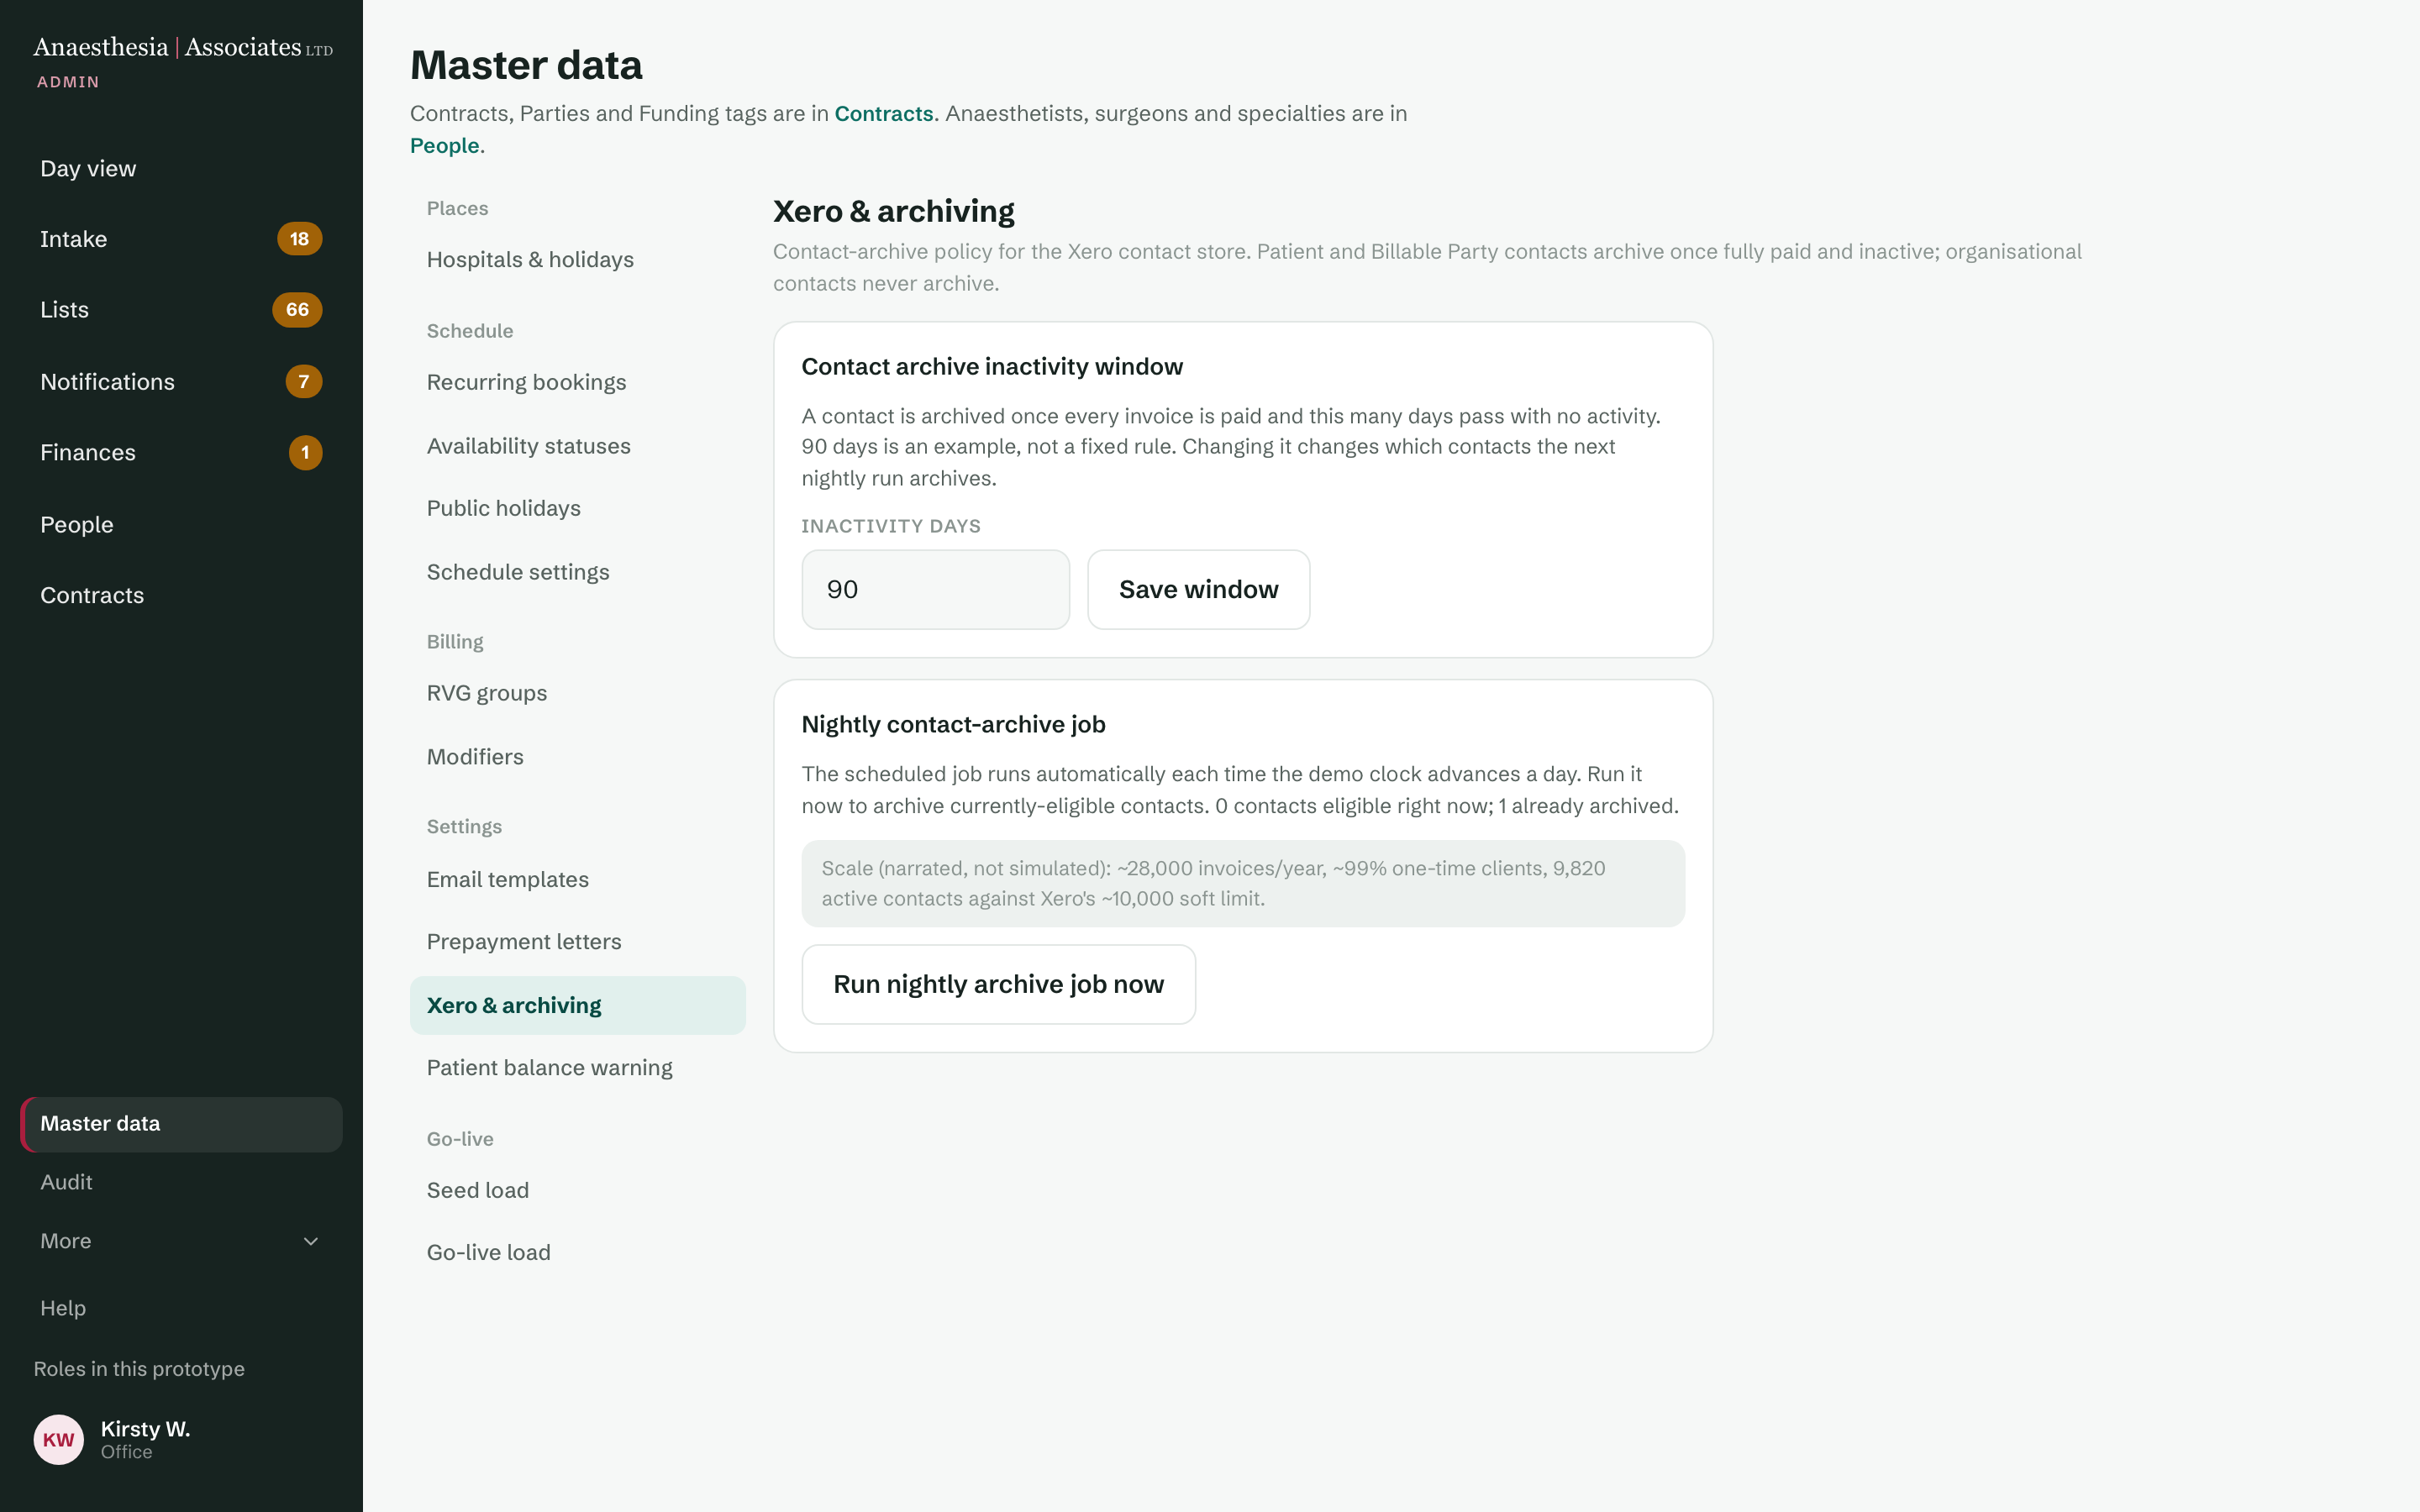 Anaesthesia | Associates LTD
ADMIN
Day view
Intake 18
Lists 66
Notifications 7
Finances 1
People
Contracts
Master data
Audit
More
Help
Roles in this prototype
KW
Kirsty W.
Office
Master data
Contracts, Parties and Funding tags are in Contracts. Anaesthetists, surgeons and specialties are in
People.
Places
Hospitals & holidays
Schedule
Recurring bookings
Availability statuses
Public holidays
Schedule settings
Billing
RVG groups
Modifiers
Settings
Email templates
Prepayment letters
Xero & archiving
Patient balance warning
Go-live
Seed load
Go-live load
Xero & archiving
Contact-archive policy for the Xero contact store. Patient and Billable Party contacts archive once fully paid and inactive; organisational
contacts never archive.
Contact archive inactivity window
A contact is archived once every invoice is paid and this many days pass with no activity.
90 days is an example, not a fixed rule. Changing it changes which contacts the next
nightly run archives.
INACTIVITY DAYS
90
Save window
Nightly contact-archive job
The scheduled job runs automatically each time the demo clock advances a day. Run it
now to archive currently-eligible contacts. 0 contacts eligible right now; 1 already archived.
Scale (narrated, not simulated): ~28,000 invoices/year, ~99% one-time clients, 9,820
active contacts against Xero's ~10,000 soft limit.
Run nightly archive job now